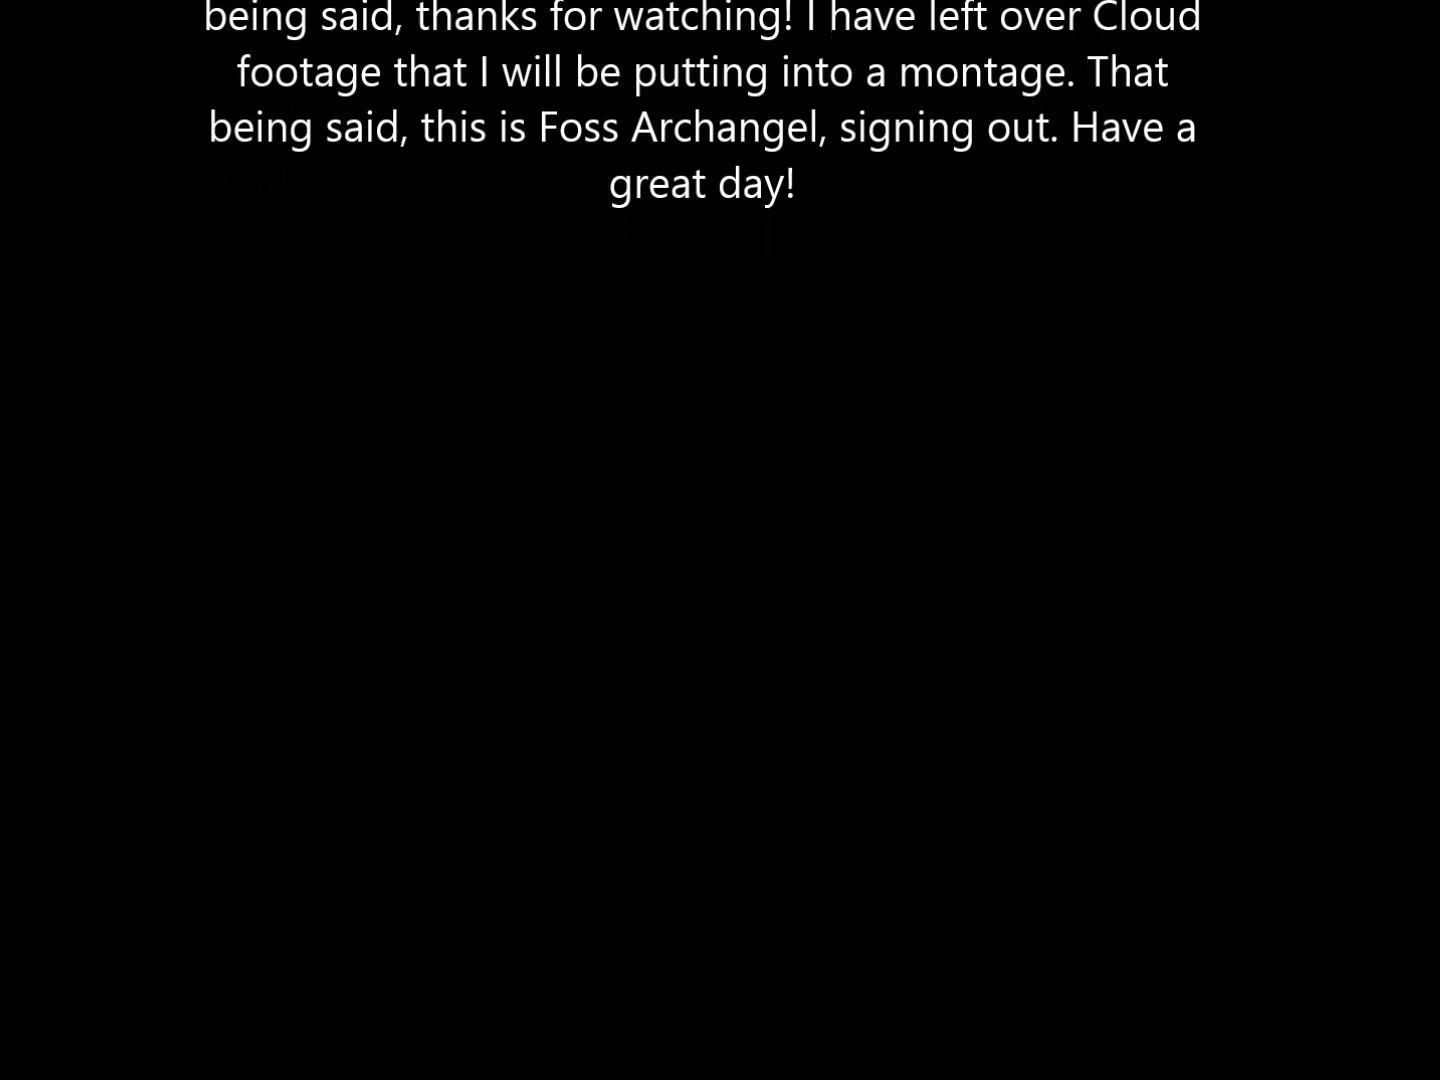 being said, thanks for watching! I have left over Cloud
footage that I will be putting into a montage. That
being said, this is Foss Archangel, signing out. Have a
great day!